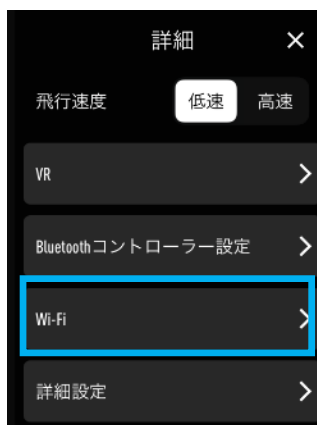 詳細
飛行速度 低速 高速
VR
Bluetoothコントローラー設定
Wi-Fi
詳細設定